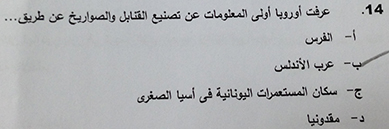 14. عرفت أوروبا أولى المعلومات عن تصنيع القنابل والصواريخ عن طريق...
أ- الفرس
ب- عرب الأندلس
ج- سكان المستعمرات اليونانية فى أسيا الصغرى
د- مقدونيا